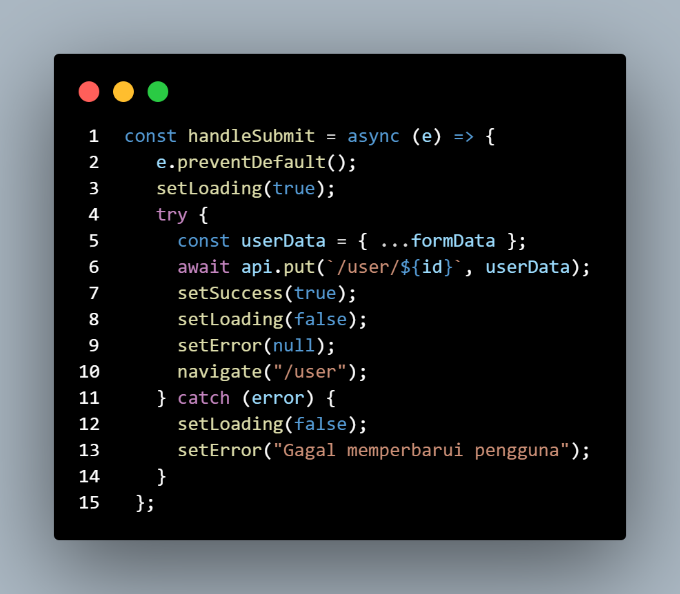 1 const handleSubmit = async (e) => {
2 e.preventDefault();
3 setLoading(true);
4 try {
5 const userData = { ...formData };
6 await api.put(`/user/${id}`, userData);
7 setSuccess(true);
8 setLoading(false);
9 setError(null);
10 navigate("/user");
11 } catch (error) {
12 setLoading(false);
13 setError("Gagal memperbarui pengguna");
14 }
15 };